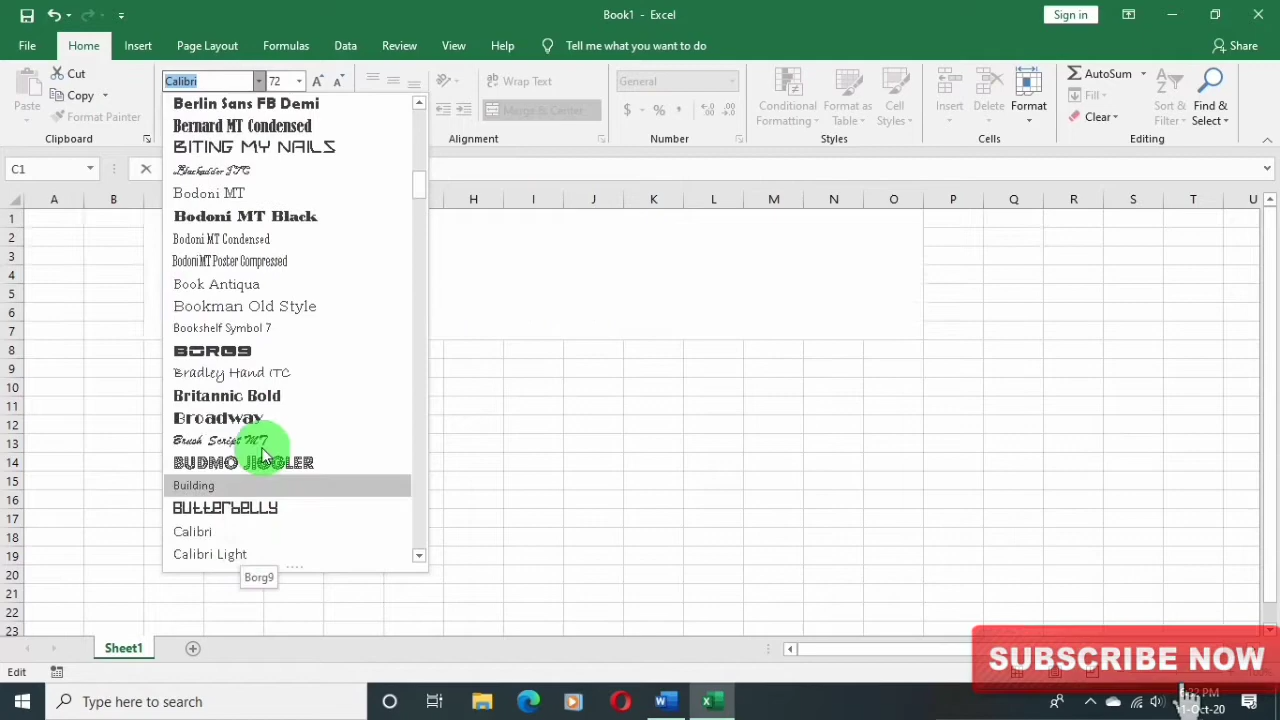 Book1 - Excel
Sign in
File Home Insert Page Layout Formulas Data Review View Help Tell me what you want to do Share
Cut
Copy
Format Painter
Paste
Clipboard
Calibri 72
Wrap Text
Merge & Center
Alignment
General
$ %
Number
Conditional Formatting
Format as Table
Cell Styles
Styles
Insert Delete Format
Cells
AutoSum
Fill
Clear
Sort & Filter
Find & Select
Editing
C1
Berlin Sans FB Demi
Bernard MT Condensed
BITING MY NAILS
Blackadder ITC
Bodoni MT
Bodoni MT Black
Bodoni MT Condensed
Bodoni MT Poster Compressed
Book Antiqua
Bookman Old Style
Bookshelf Symbol 7
BORG9
Bradley Hand ITC
Britannic Bold
Broadway
Brush Script MT
BUDMO JIGGLER
Building
Butterbelly
Calibri
Calibri Light
Borg9
A B H I J K L M N O P Q R S T U
1
2
3
4
5
6
7
8
9
10
11
12
13
14
15
16
17
18
19
20
21
22
23
Sheet1
Edit
SUBSCRIBE NOW
Type here to search